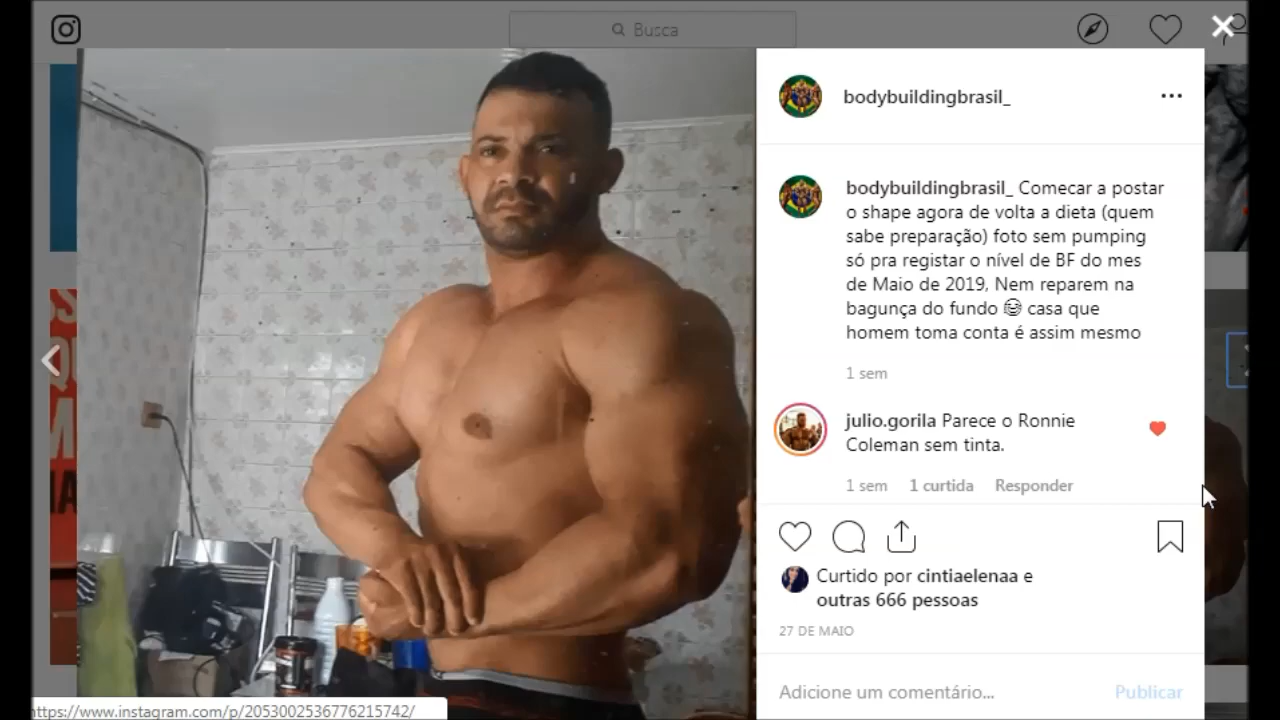 Busca
bodybuildingbrasil_
bodybuildingbrasil_ Comecar a postar
o shape agora de volta a dieta (quem
sabe preparação) foto sem pumping
só pra registar o nível de BF do mes
de Maio de 2019, Nem reparem na
bagunça do fundo 😂 casa que
homem toma conta é assim mesmo
1 sem
julio.gorila Parece o Ronnie
Coleman sem tinta.
1 sem 1 curtida Responder
Curtido por cintiaelenaa e
outras 666 pessoas
27 DE MAIO
Adicione um comentário... Publicar
https://www.instagram.com/p/2053002536776215742/